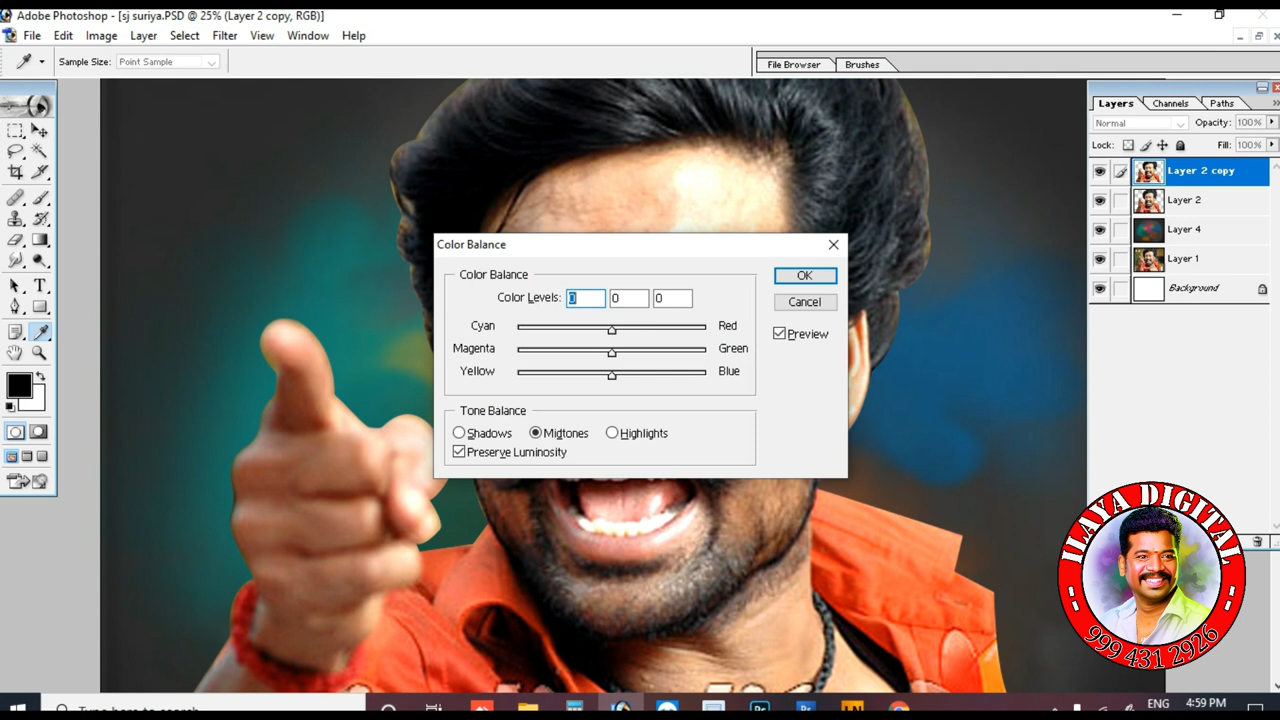 Adobe Photoshop - [sj suriya.PSD @ 25% (Layer 2 copy, RGB)]
File Edit Image Layer Select Filter View Window Help
Sample Size: Point Sample
File Browser Brushes
Layers Channels Paths
Normal Opacity: 100%
Lock: Fill: 100%
Layer 2 copy
Layer 2
Layer 4
Layer 1
Background
Color Balance
Color Balance
Color Levels: 0 0 0
Cyan Red
Magenta Green
Yellow Blue
OK
Cancel
Preview
Tone Balance
Shadows Midtones Highlights
Preserve Luminosity
ILAYA DIGITAL
999 431 2926
Type here to search
ENG 4:59 PM